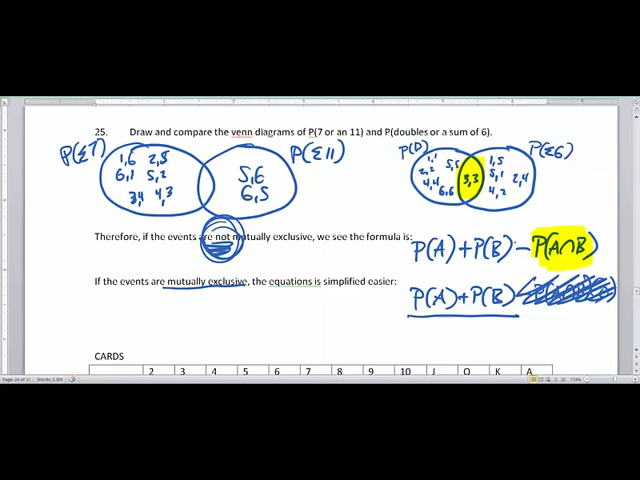 25. Draw and compare the venn diagrams of P(7 or an 11) and P(doubles or a sum of 6).
P(Σ7) P(Σ11) P(D) P(Σ6)
1,6 2,5
6,1 5,2
3,4 4,3
5,6
6,5
1,1
2,2 5,5
4,4
6,6
3,3
1,5
5,1 2,4
4,2
Therefore, if the events are not mutually exclusive, we see the formula is: P(A)+P(B)-P(A∩B)
If the events are mutually exclusive, the equations is simplified easier: P(A)+P(B)
CARDS
2 3 4 5 6 7 8 9 10 J Q K A